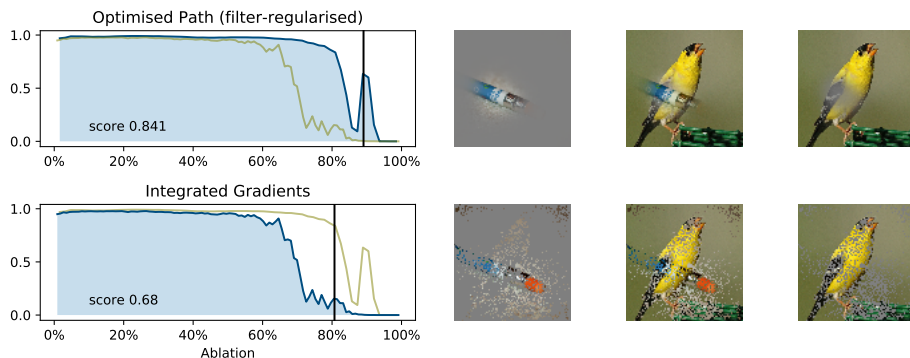 Optimised Path (filter-regularised)
1.0
0.5
0.0
score 0.841
0% 20% 40% 60% 80% 100%
Integrated Gradients
1.0
0.5
0.0
score 0.68
0% 20% 40% 60% 80% 100%
Ablation